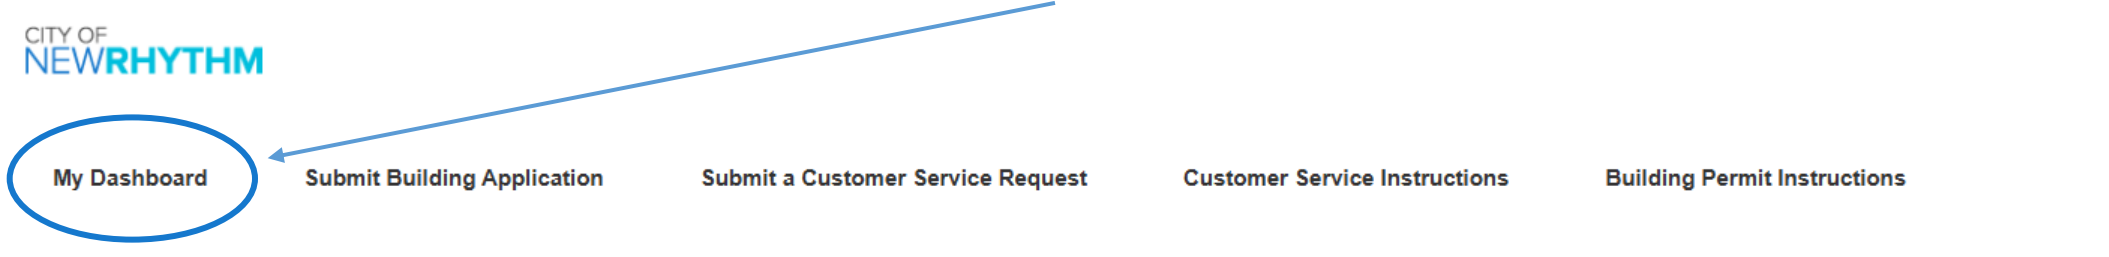 CITY OF
NEWRHYTHM
My Dashboard Submit Building Application Submit a Customer Service Request Customer Service Instructions Building Permit Instructions